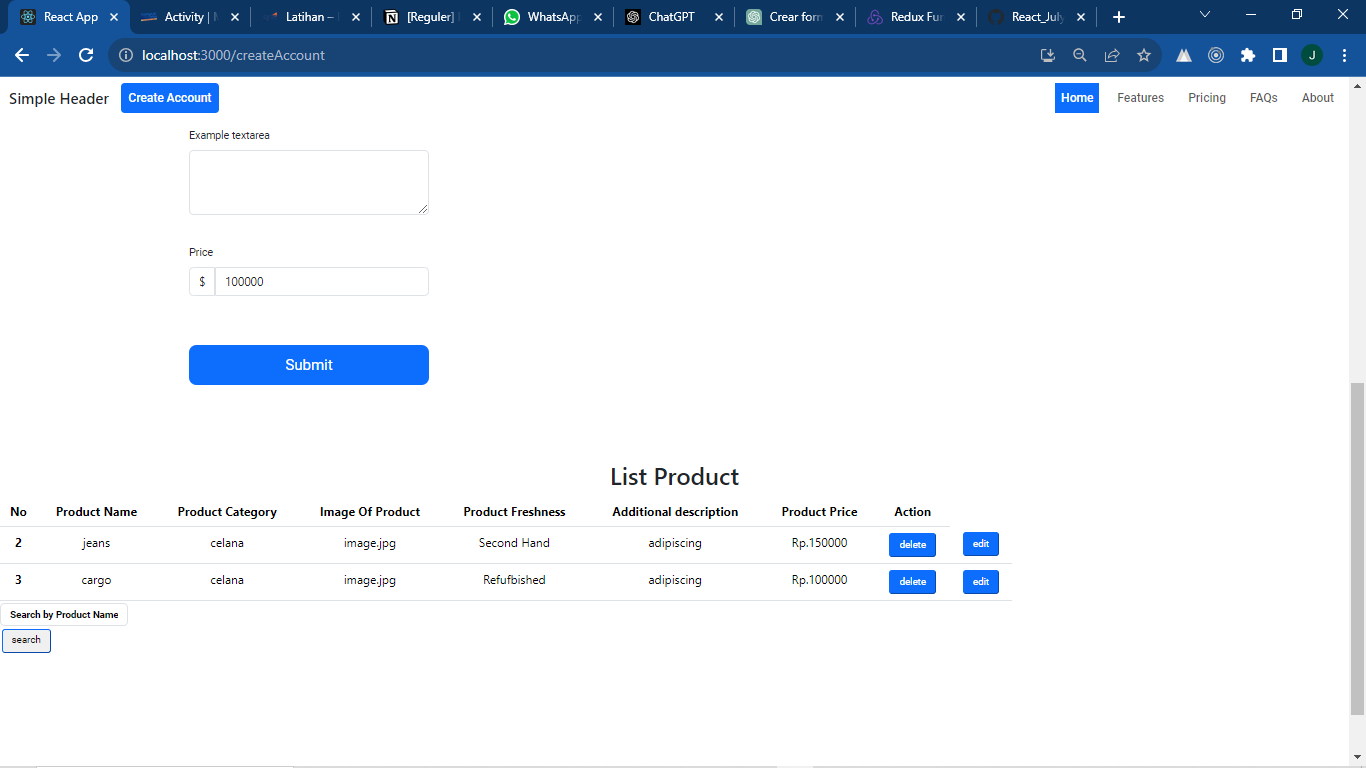 React App
Activity | M
Latihan –
[Reguler]
WhatsApp
ChatGPT
Crear form
Redux Fur
React_July
localhost:3000/createAccount
J
Simple Header Create Account Home Features Pricing FAQs About
Example textarea
Price
$ 100000
Submit
List Product
No Product Name Product Category Image Of Product Product Freshness Additional description Product Price Action
2 jeans celana image.jpg Second Hand adipiscing Rp.150000 delete edit
3 cargo celana image.jpg Refufbished adipiscing Rp.100000 delete edit
Search by Product Name
search